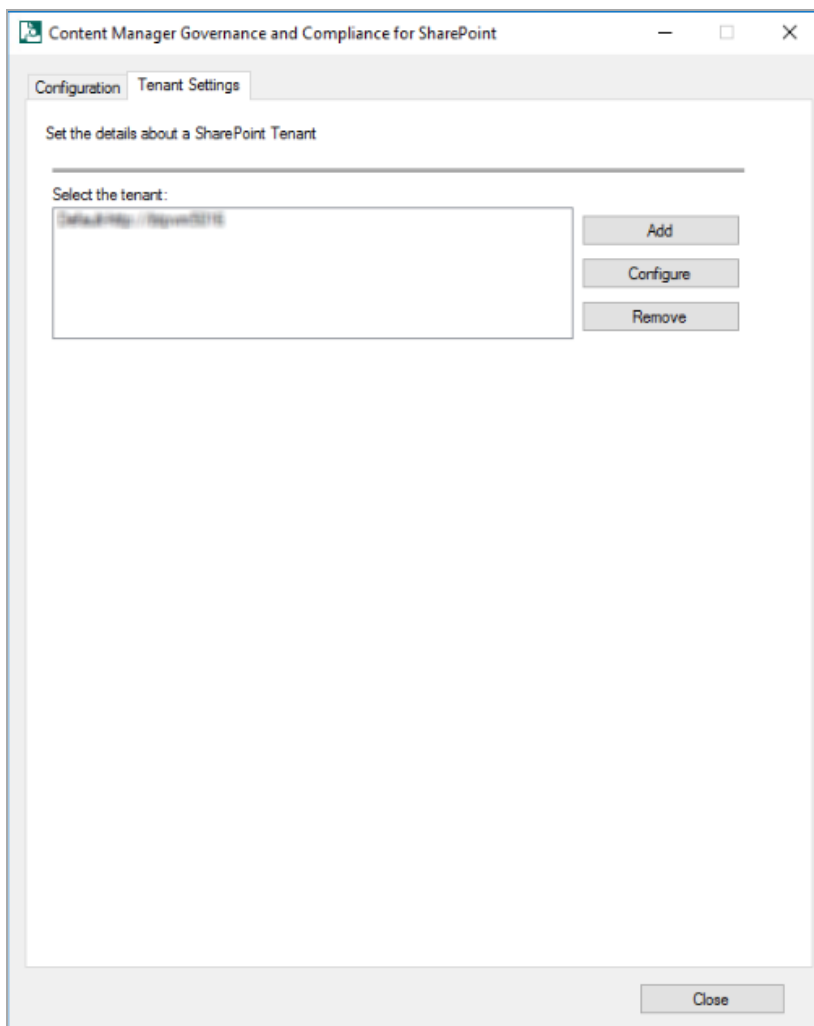 Content Manager Governance and Compliance for SharePoint
Configuration
Tenant Settings
Set the details about a SharePoint Tenant
Select the tenant:
Add
Configure
Remove
Close